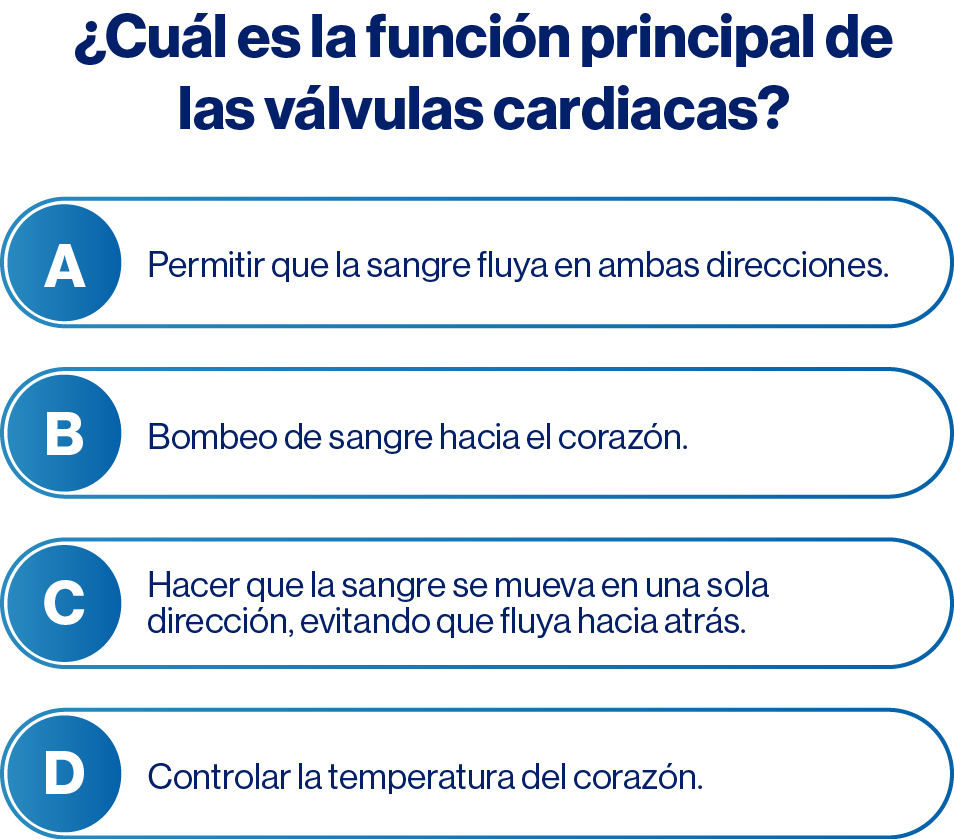 ¿Cuál es la función principal de
las válvulas cardiacas?
A
Permitir que la sangre fluya en ambas direcciones.
B
Bombeo de sangre hacia el corazón.
C
Hacer que la sangre se mueva en una sola
dirección, evitando que fluya hacia atrás.
D
Controlar la temperatura del corazón.